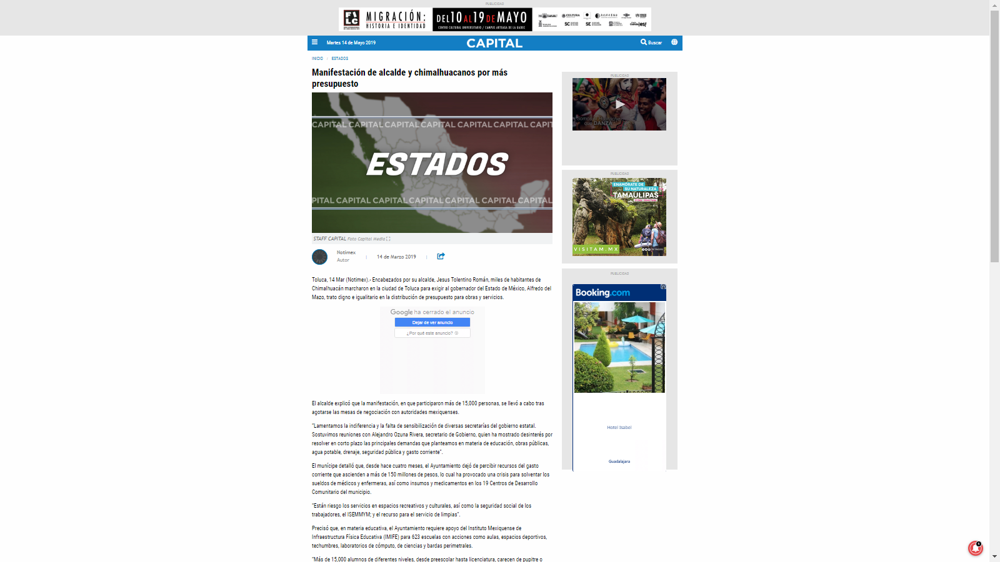 PUBLICIDAD
FILC MIGRACIÓN: HISTORIA E IDENTIDAD DEL 10 AL 19 DE MAYO CENTRO CULTURAL UNIVERSITARIO / CAMPUS ARTEAGA DE LA UADEC
Martes 14 de Mayo 2019 CAPITAL Buscar
INICIO / ESTADOS
Manifestación de alcalde y chimalhuacanos por más
presupuesto
CAPITAL CAPITAL CAPITAL CAPITAL CAPITAL CAPITAL CAPIT
ESTADOS
PITAL CAPITAL CAPITAL CAPITAL CAPITAL CAPITAL CAPITAL
STAFF CAPITAL Foto Capital Media
Notimex
Autor
14 de Marzo 2019
Toluca, 14 Mar (Notimex).- Encabezados por su alcalde, Jesus Tolentino Román, miles de habitantes de
Chimalhuacán marcharon en la ciudad de Toluca para exigir al gobernador del Estado de México, Alfredo del
Mazo, trato digno e igualitario en la distribución de presupuesto para obras y servicios.
Google ha cerrado el anuncio
Dejar de ver anuncio
¿Por qué este anuncio?
El alcalde explicó que la manifestación, en que participaron más de 15,000 personas, se llevó a cabo tras
agotarse las mesas de negociación con autoridades mexiquenses.
“Lamentamos la indiferencia y la falta de sensibilización de diversas secretarías del gobierno estatal.
Sostuvimos reuniones con Alejandro Ozuna Rivera, secretario de Gobierno, quien ha mostrado desinterés por
resolver en corto plazo las principales demandas que planteamos en materia de educación, obras públicas,
agua potable, drenaje, seguridad pública y gasto corriente”.
El munícipe detalló que, desde hace cuatro meses, el Ayuntamiento dejó de percibir recursos del gasto
corriente que ascienden a más de 150 millones de pesos, lo cual ha provocado una crisis para solventar los
sueldos de médicos y enfermeras, así como insumos y medicamentos en los 19 Centros de Desarrollo
Comunitario del municipio.
“Están riesgo los servicios en espacios recreativos y culturales, así como la seguridad social de los
trabajadores, el ISEMMYM; y el recurso para el servicio de limpias”.
Precisó que, en materia educativa, el Ayuntamiento requiere apoyo del Instituto Mexiquense de
Infraestructura Física Educativa (IMIFE) para 623 escuelas con acciones como aulas, espacios deportivos,
techumbres, laboratorios de cómputo, de ciencias y bardas perimetrales.
“Más de 15,000 alumnos de diferentes niveles, desde preescolar hasta licenciatura, carecen de pupitre o
PUBLICIDAD
DANZA
PUBLICIDAD
ENAMÓRATE DE
SU NATURALEZA
TAMAULIPAS
VISITAM.MX
PUBLICIDAD
Booking.com
Hotel Isabel
Guadalajara
1